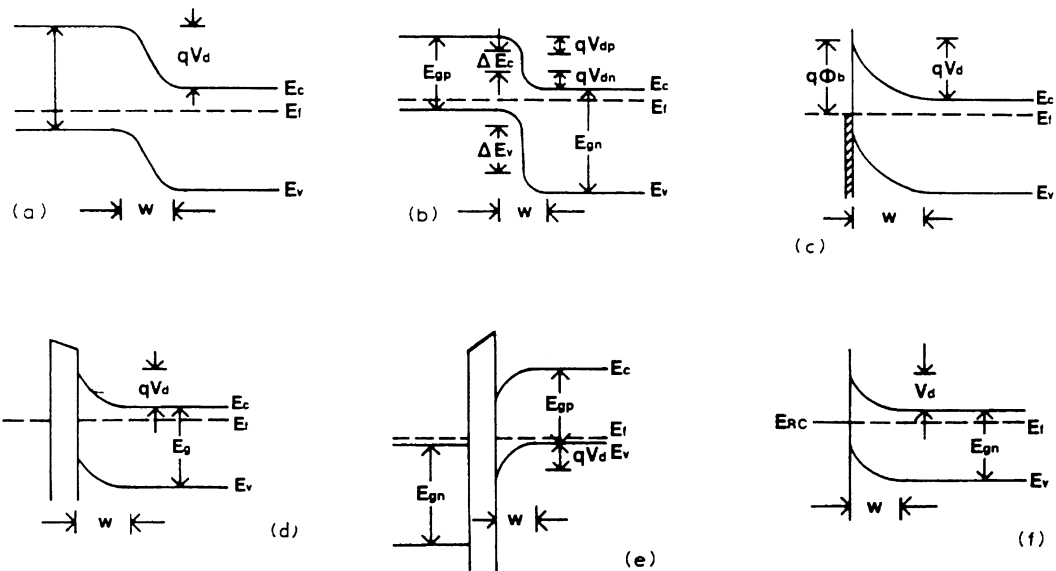 qVd
Ec
Ef
Ev
w
(a)
Egp
ΔEc
qVdp
qVdn
Ec
Ef
ΔEv
Egn
Ev
w
(b)
qΦb
qVd
Ec
Ef
Ev
w
(c)
qVd
Ec
Ef
Eg
Ev
w
(d)
Ec
Egp
Ef
qVd
Ev
Egn
w
(e)
Vd
Ec
ERC
Ef
Egn
Ev
w
(f)